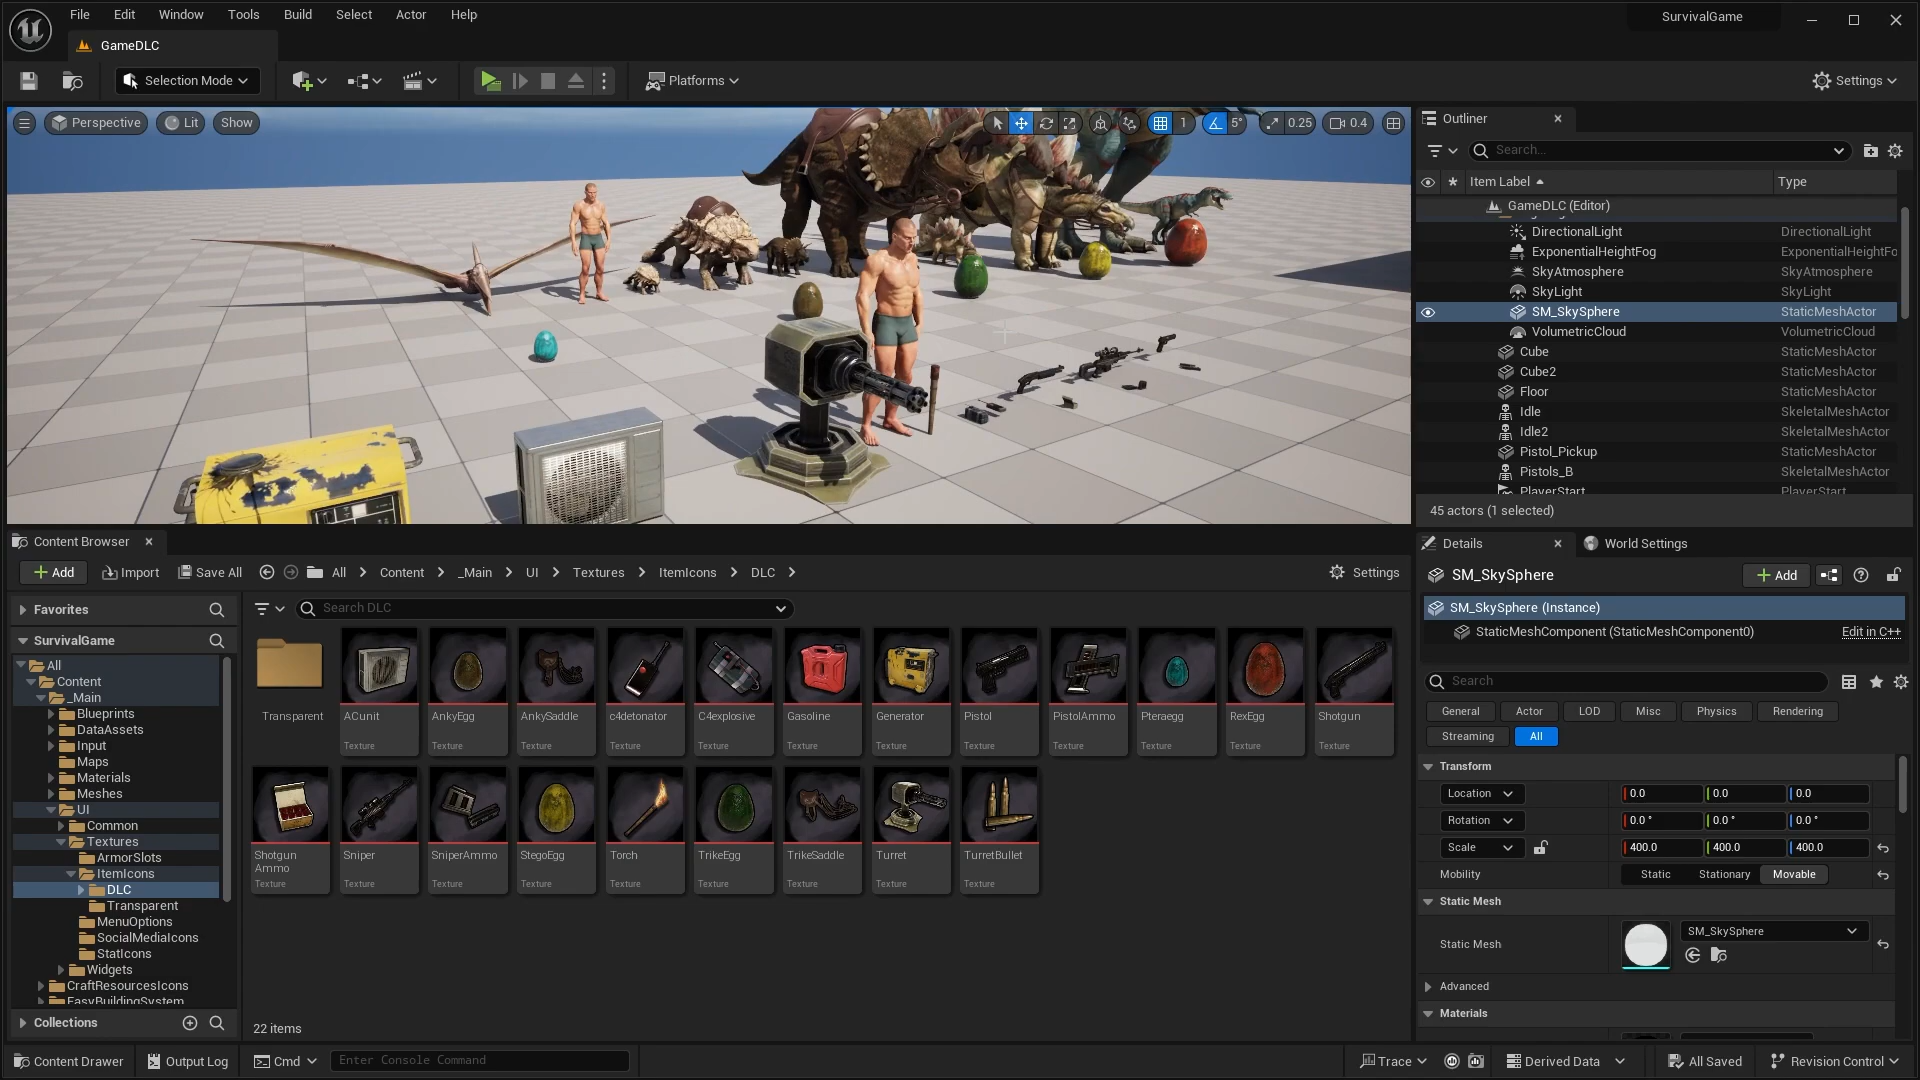 File Edit Window Tools Build Select Actor Help
SurvivalGame
GameDLC
Selection Mode
Platforms
Settings
Perspective Lit Show
1 5° 0.25 0.4
Outliner
Search...
Item Label Type
GameDLC (Editor)
DirectionalLight DirectionalLight
ExponentialHeightFog ExponentialHeightFo
SkyAtmosphere SkyAtmosphere
SkyLight SkyLight
SM_SkySphere StaticMeshActor
VolumetricCloud VolumetricCloud
Cube StaticMeshActor
Cube2 StaticMeshActor
Floor StaticMeshActor
Idle SkeletalMeshActor
Idle2 SkeletalMeshActor
Pistol_Pickup StaticMeshActor
Pistols_B SkeletalMeshActor
PlayerStart PlayerStart
45 actors (1 selected)
Content Browser
Add Import Save All All Content _Main UI Textures ItemIcons DLC Settings
Favorites
SurvivalGame
All
Content
_Main
Blueprints
DataAssets
Input
Maps
Materials
Meshes
UI
Common
Textures
ArmorSlots
ItemIcons
DLC
Transparent
MenuOptions
SocialMediaIcons
StatIcons
Widgets
CraftResourcesIcons
EasyBuildingSystem
Collections
Search DLC
Transparent
ACunit
Texture
AnkyEgg
Texture
AnkySaddle
Texture
c4detonator
Texture
C4explosive
Texture
Gasoline
Texture
Generator
Texture
Pistol
Texture
PistolAmmo
Texture
Pteraegg
Texture
RexEgg
Texture
Shotgun
Texture
Shotgun
Ammo
Texture
Sniper
Texture
SniperAmmo
Texture
StegoEgg
Texture
Torch
Texture
TrikeEgg
Texture
TrikeSaddle
Texture
Turret
Texture
TurretBullet
Texture
22 items
Details
World Settings
SM_SkySphere
Add
SM_SkySphere (Instance)
StaticMeshComponent (StaticMeshComponent0) Edit in C++
Search
General Actor LOD Misc Physics Rendering
Streaming All
Transform
Location 0.0 0.0 0.0
Rotation 0.0 ° 0.0 ° 0.0 °
Scale 400.0 400.0 400.0
Mobility Static Stationary Movable
Static Mesh
Static Mesh SM_SkySphere
Advanced
Materials
Content Drawer Output Log Cmd Enter Console Command
Trace Derived Data All Saved Revision Control